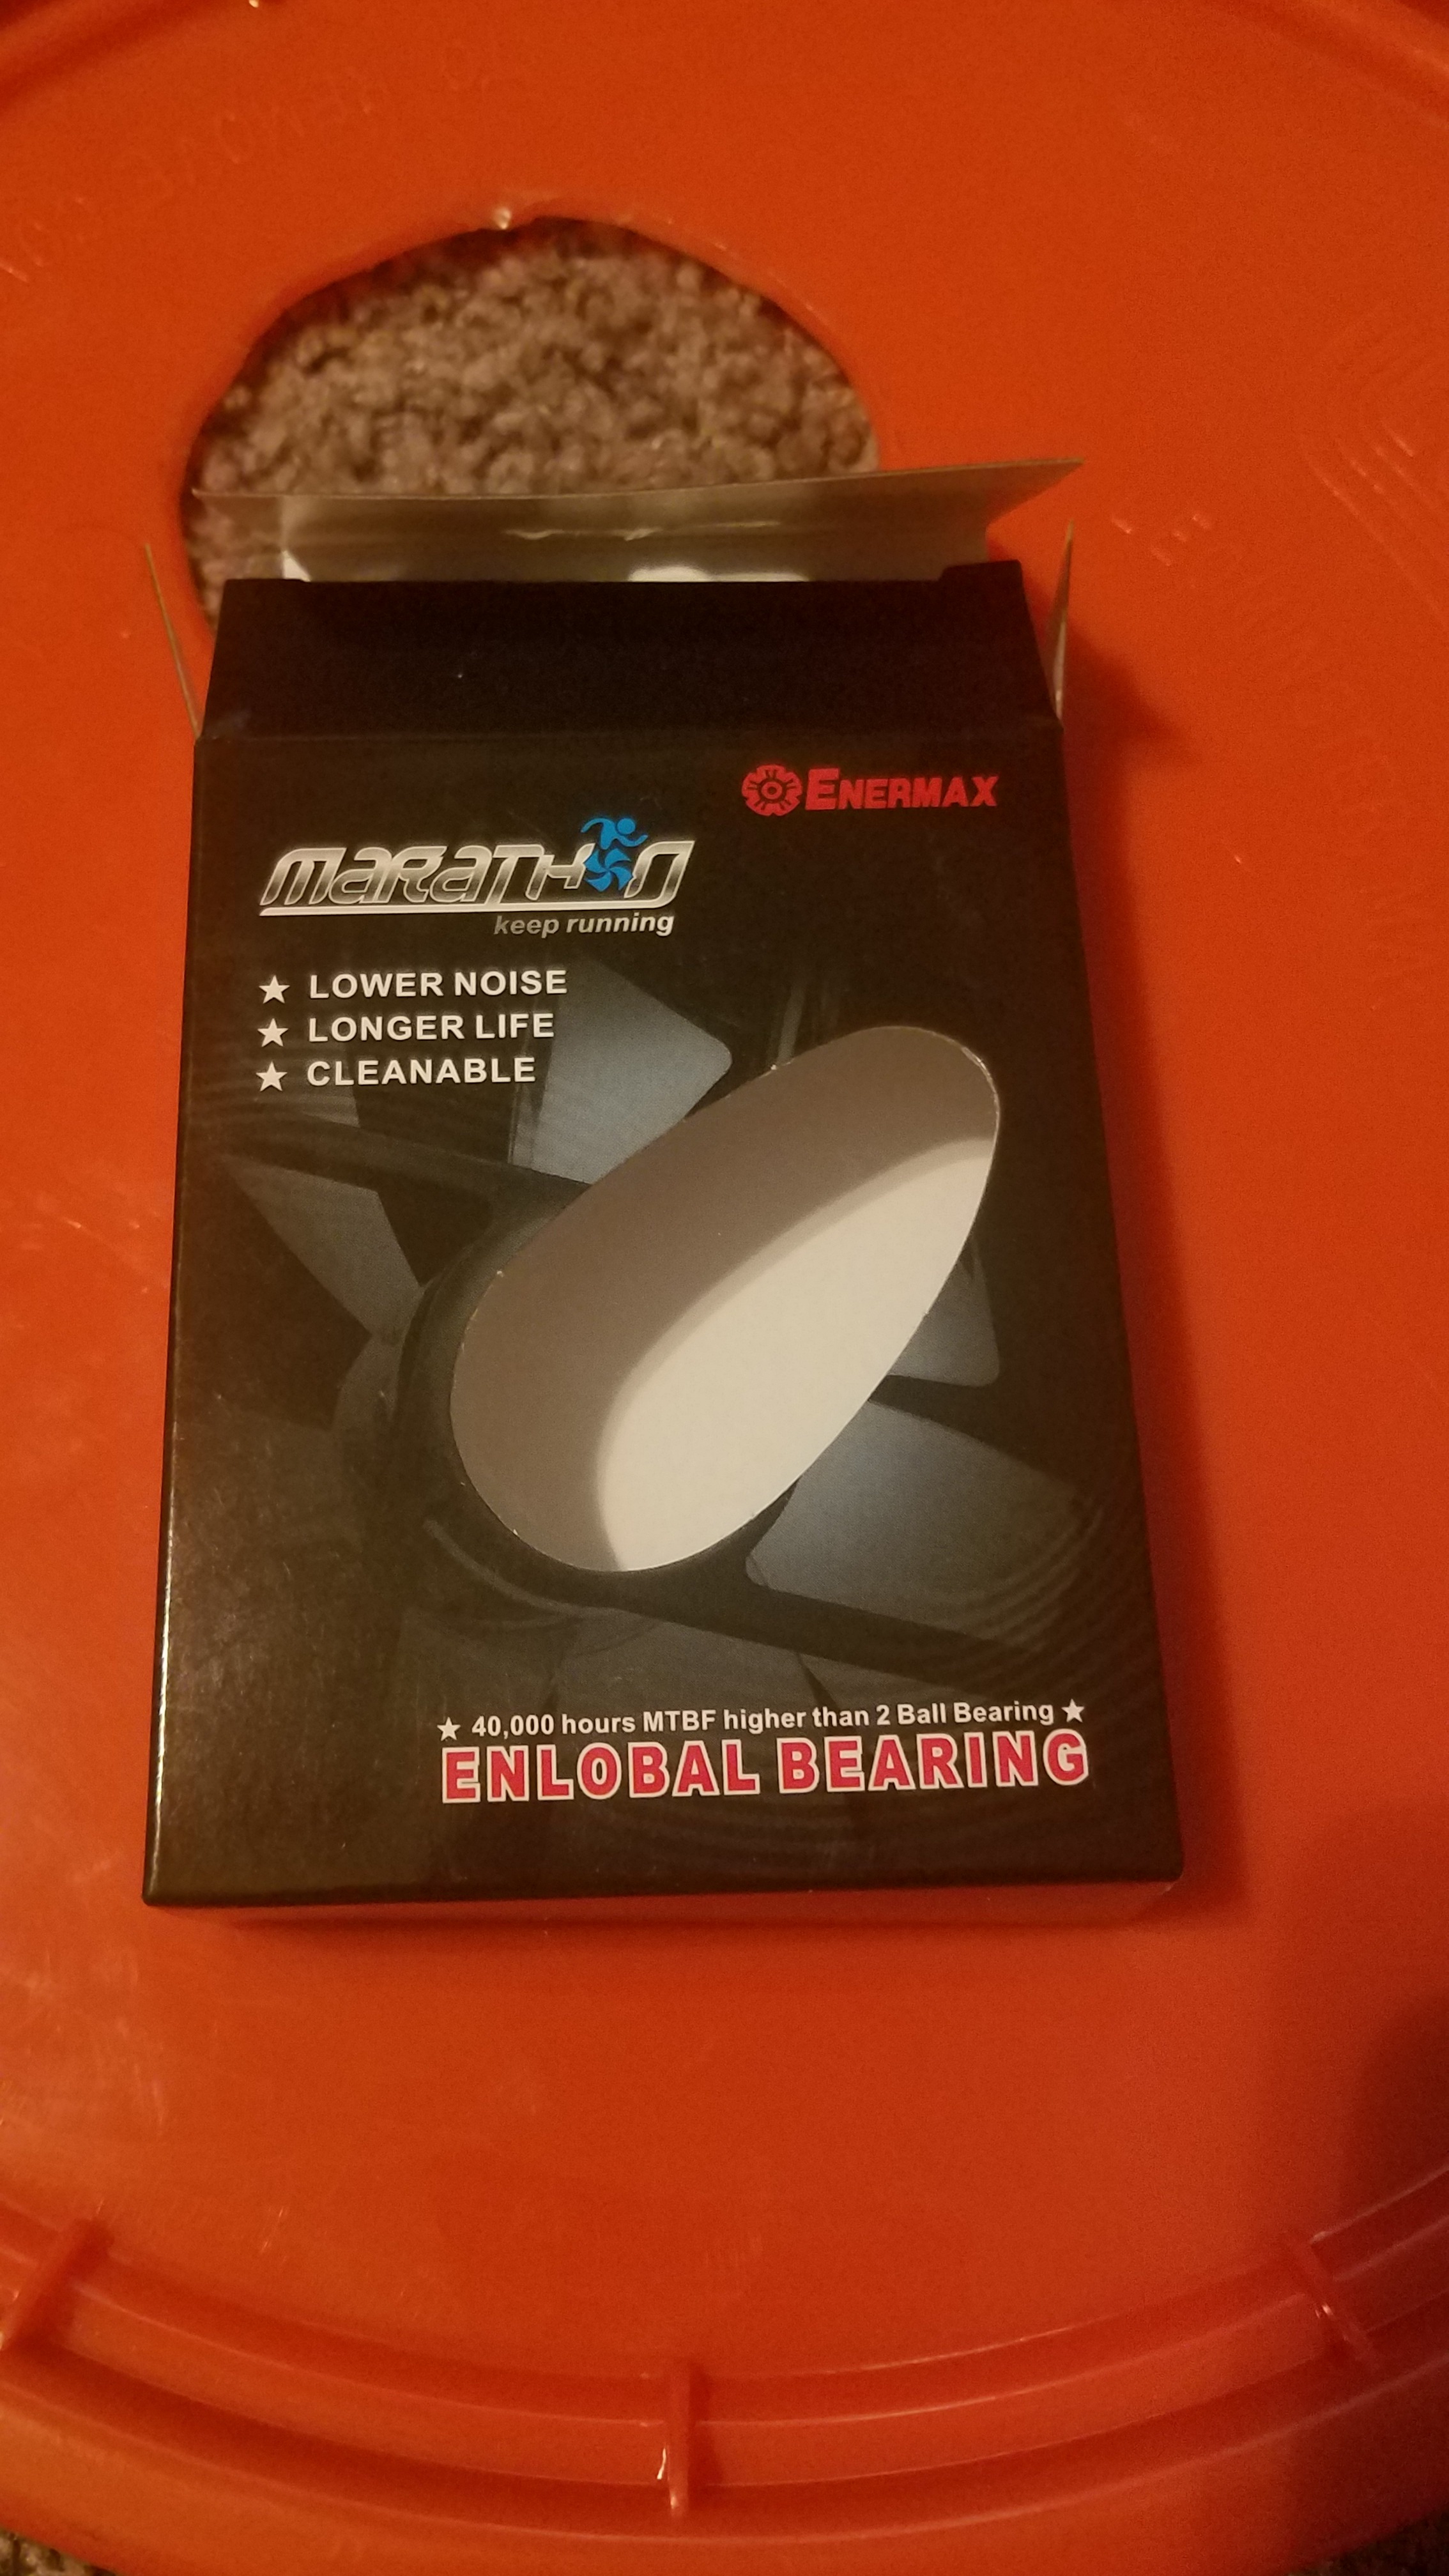 ENERMAX
MARATHON
keep running
★ LOWER NOISE
★ LONGER LIFE
★ CLEANABLE
★ 40,000 hours MTBF higher than 2 Ball Bearing ★
ENLOBAL BEARING